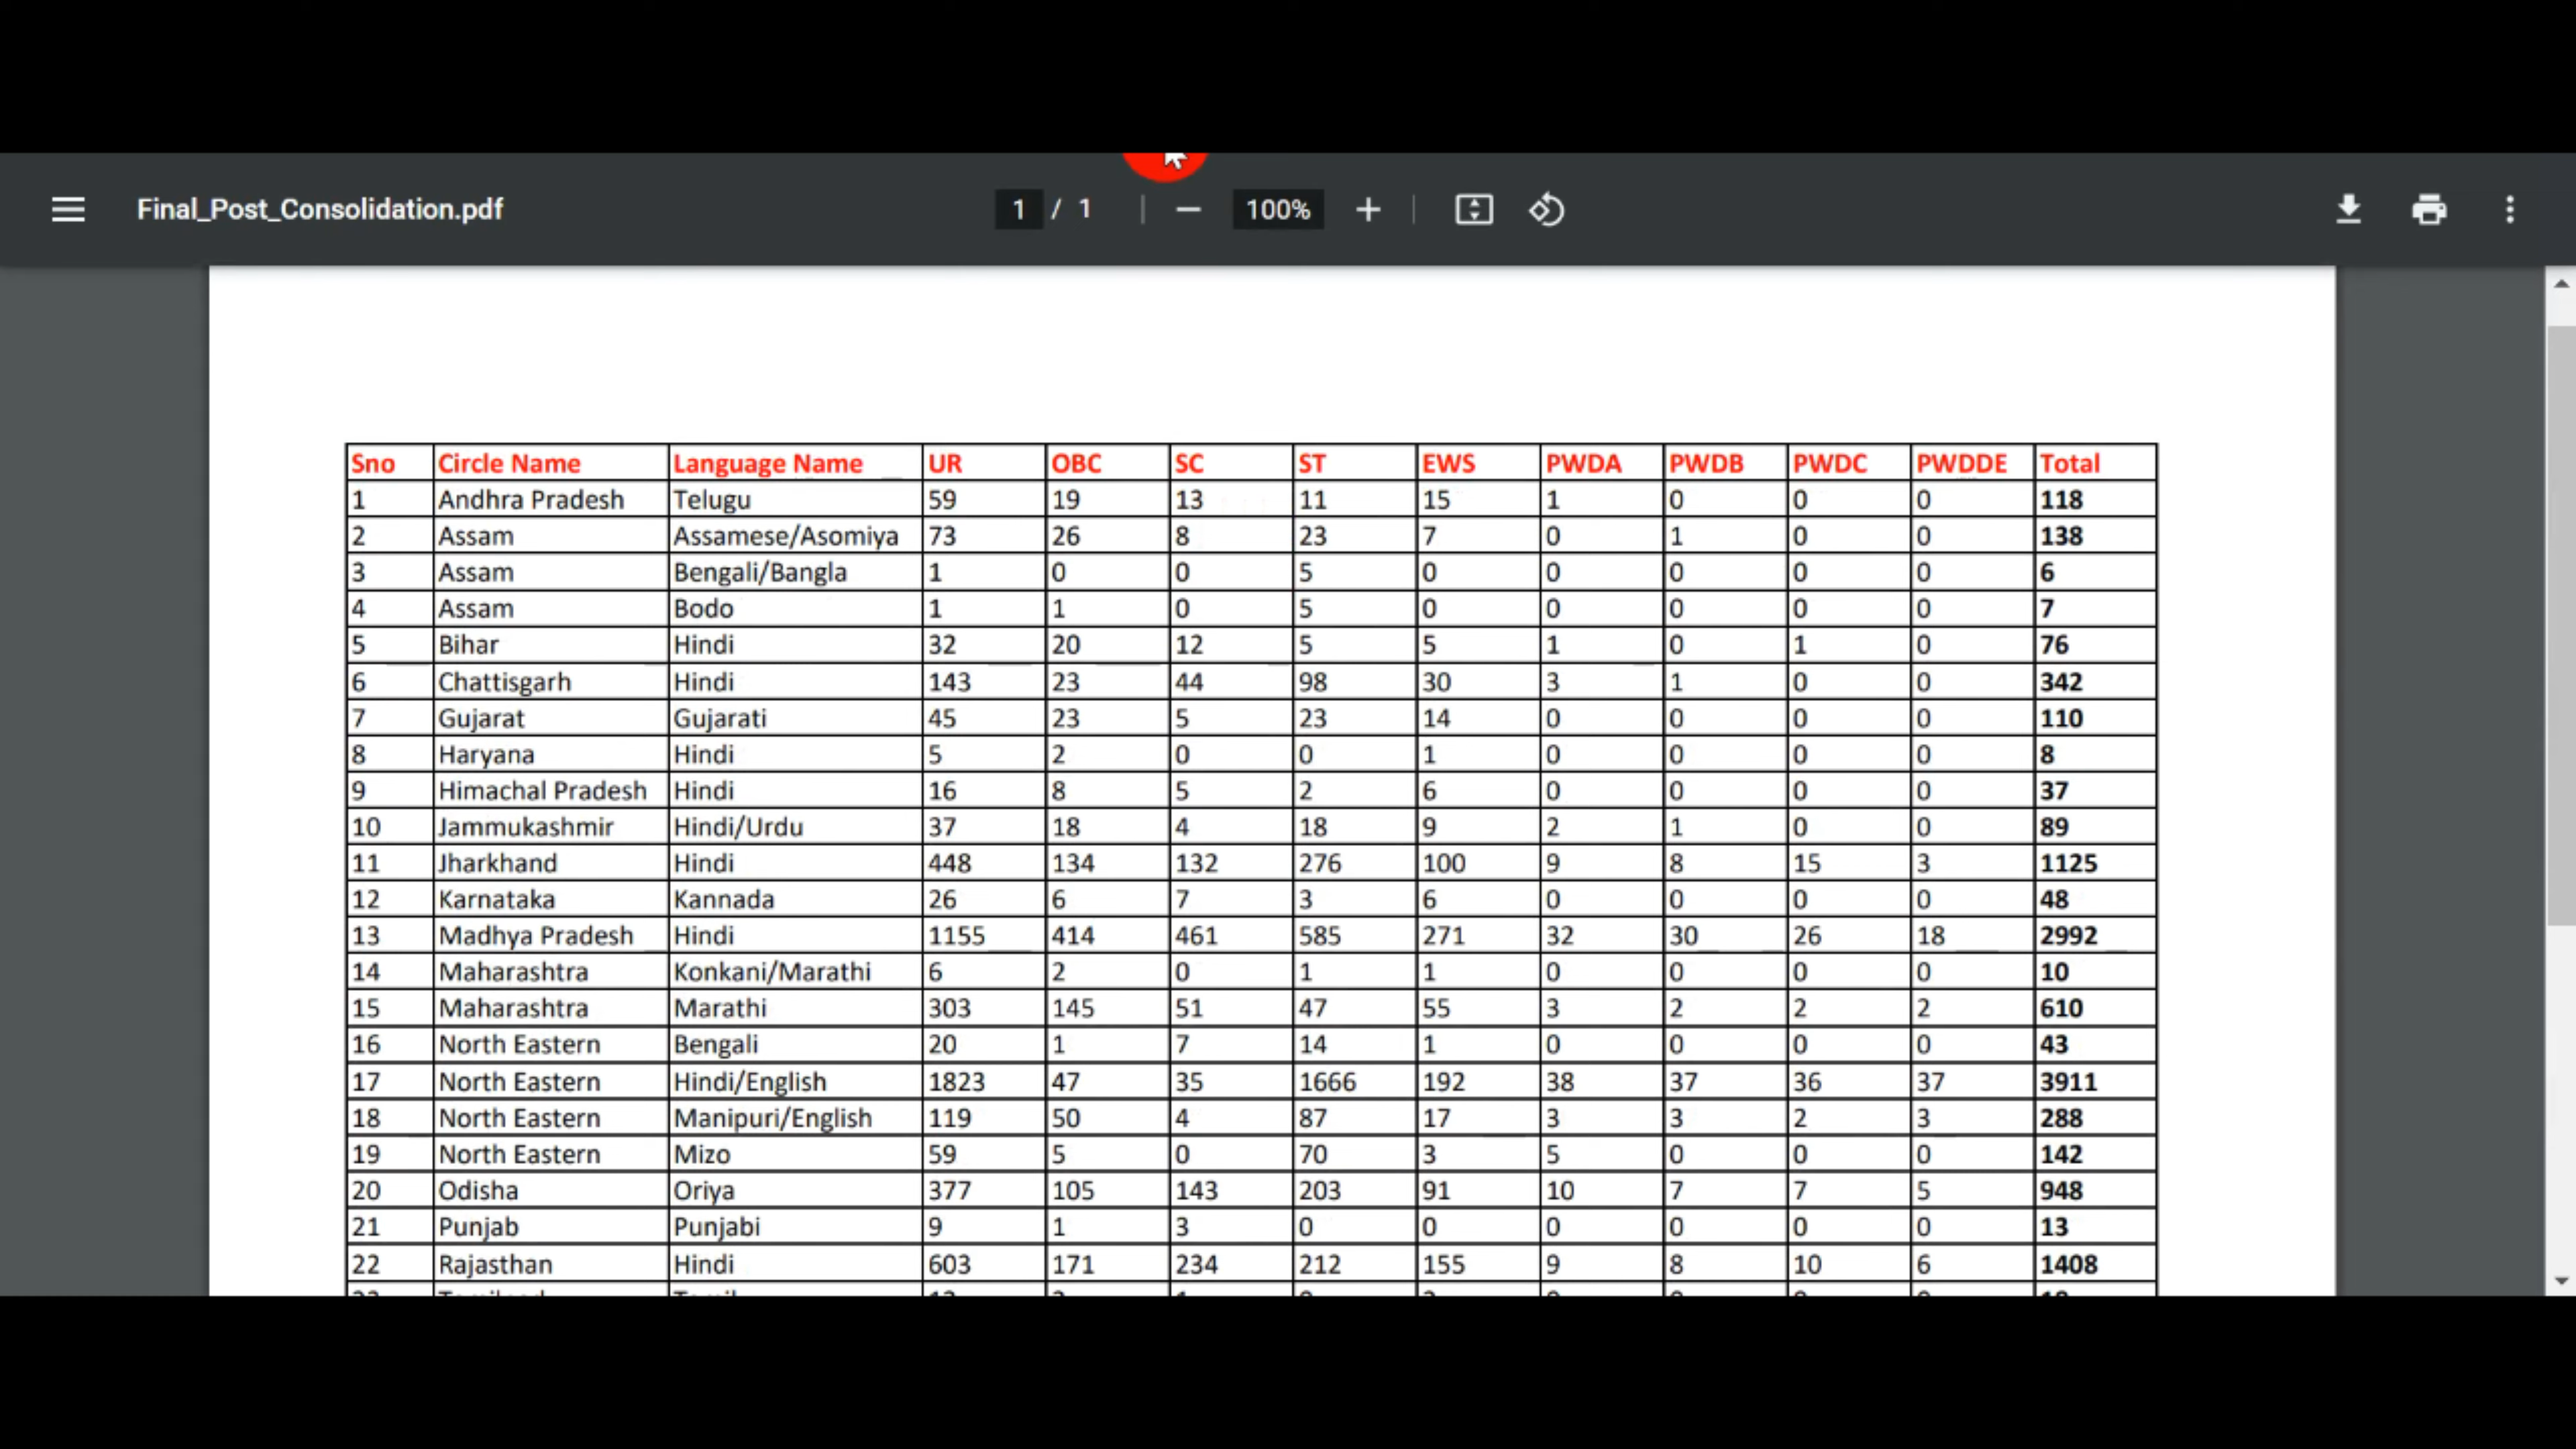 Final_Post_Consolidation.pdf 1 / 1 100%
Sno Circle Name Language Name UR OBC SC ST EWS PWDA PWDB PWDC PWDDE Total
1 Andhra Pradesh Telugu 59 19 13 11 15 1 0 0 0 118
2 Assam Assamese/Asomiya 73 26 8 23 7 0 1 0 0 138
3 Assam Bengali/Bangla 1 0 0 5 0 0 0 0 0 6
4 Assam Bodo 1 1 0 5 0 0 0 0 0 7
5 Bihar Hindi 32 20 12 5 5 1 0 1 0 76
6 Chattisgarh Hindi 143 23 44 98 30 3 1 0 0 342
7 Gujarat Gujarati 45 23 5 23 14 0 0 0 0 110
8 Haryana Hindi 5 2 0 0 1 0 0 0 0 8
9 Himachal Pradesh Hindi 16 8 5 2 6 0 0 0 0 37
10 Jammukashmir Hindi/Urdu 37 18 4 18 9 2 1 0 0 89
11 Jharkhand Hindi 448 134 132 276 100 9 8 15 3 1125
12 Karnataka Kannada 26 6 7 3 6 0 0 0 0 48
13 Madhya Pradesh Hindi 1155 414 461 585 271 32 30 26 18 2992
14 Maharashtra Konkani/Marathi 6 2 0 1 1 0 0 0 0 10
15 Maharashtra Marathi 303 145 51 47 55 3 2 2 2 610
16 North Eastern Bengali 20 1 7 14 1 0 0 0 0 43
17 North Eastern Hindi/English 1823 47 35 1666 192 38 37 36 37 3911
18 North Eastern Manipuri/English 119 50 4 87 17 3 3 2 3 288
19 North Eastern Mizo 59 5 0 70 3 5 0 0 0 142
20 Odisha Oriya 377 105 143 203 91 10 7 7 5 948
21 Punjab Punjabi 9 1 3 0 0 0 0 0 0 13
22 Rajasthan Hindi 603 171 234 212 155 9 8 10 6 1408